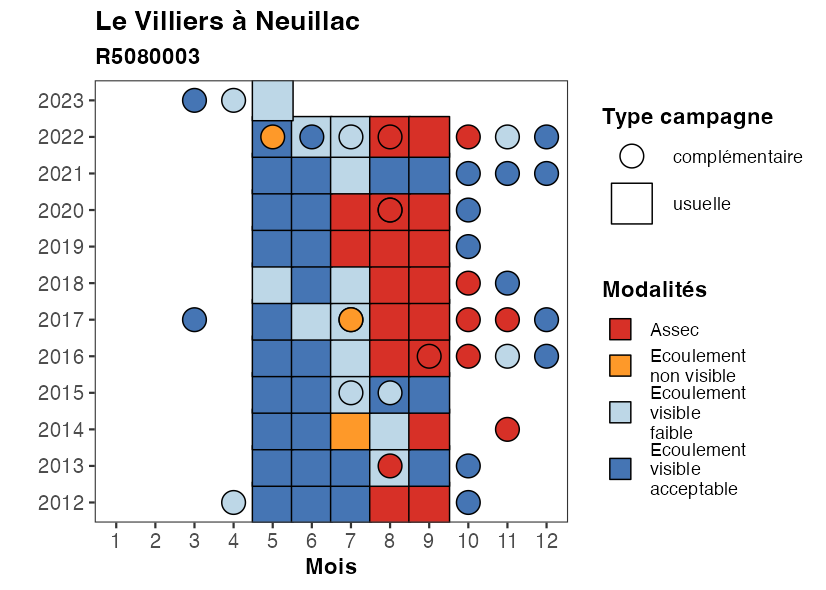 Le Villiers à Neuillac
R5080003
2023
2022
2021
2020
2019
2018
2017
2016
2015
2014
2013
2012
1 2 3 4 5 6 7 8 9 10 11 12
Mois
Type campagne
complémentaire
usuelle
Modalités
Assec
Ecoulement
non visible
Ecoulement
visible
faible
Ecoulement
visible
acceptable